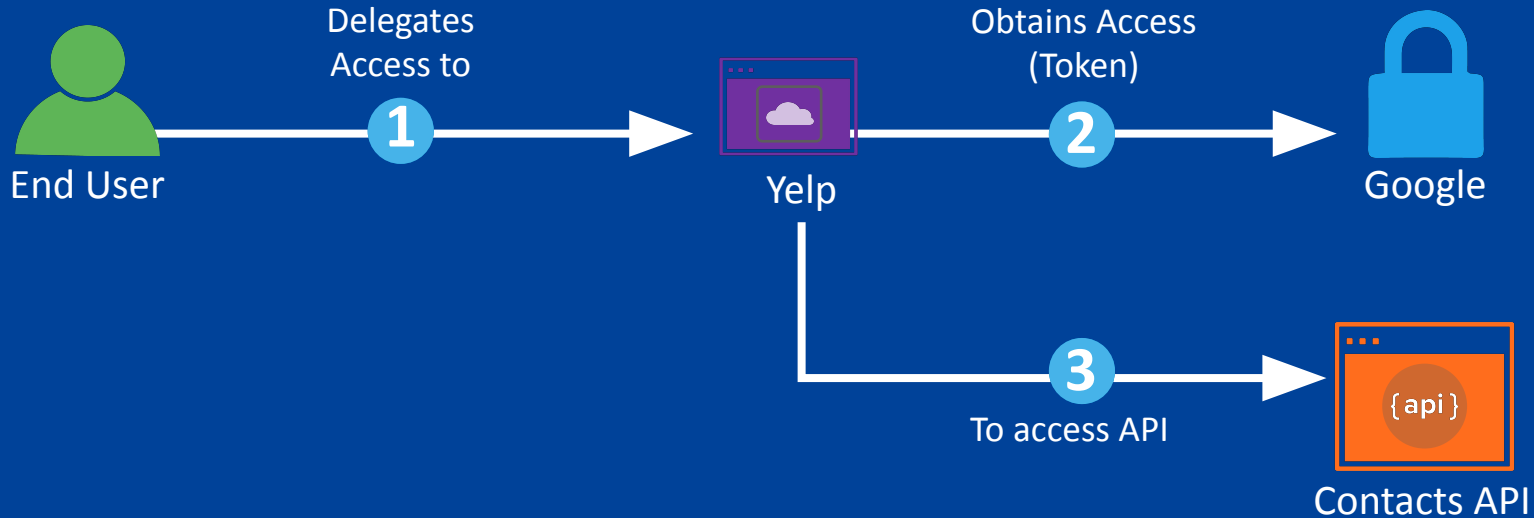 Delegates
Access to
1
Obtains Access
(Token)
2
End User
Yelp
Google
3
To access API
{api}
Contacts API